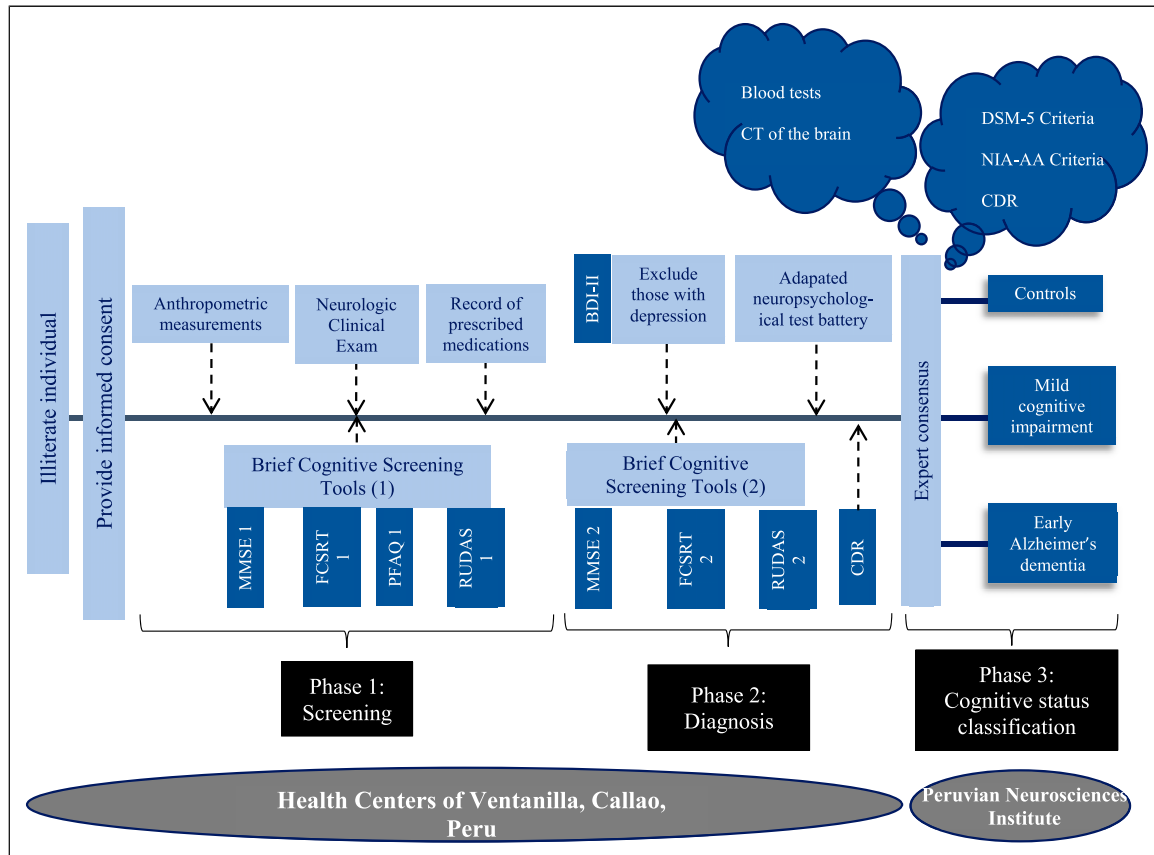 Blood tests
CT of the brain
DSM-5 Criteria
NIA-AA Criteria
CDR
Illiterate individual
Provide informed consent
Anthropometric
measurements
Neurologic
Clinical
Exam
Record of
prescribed
medications
BDI-II
Exclude
those with
depression
Adapated
neuropsycholog-
ical test battery
Expert consensus
Controls
Mild
cognitive
impairment
Early
Alzheimer's
dementia
Brief Cognitive Screening
Tools (1)
MMSE 1
FCSRT
1
PFAQ 1
RUDAS
1
Brief Cognitive
Screening Tools (2)
MMSE 2
FCSRT
2
RUDAS
2
CDR
Phase 1:
Screening
Phase 2:
Diagnosis
Phase 3:
Cognitive status
classification
Health Centers of Ventanilla, Callao,
Peru
Peruvian Neurosciences
Institute